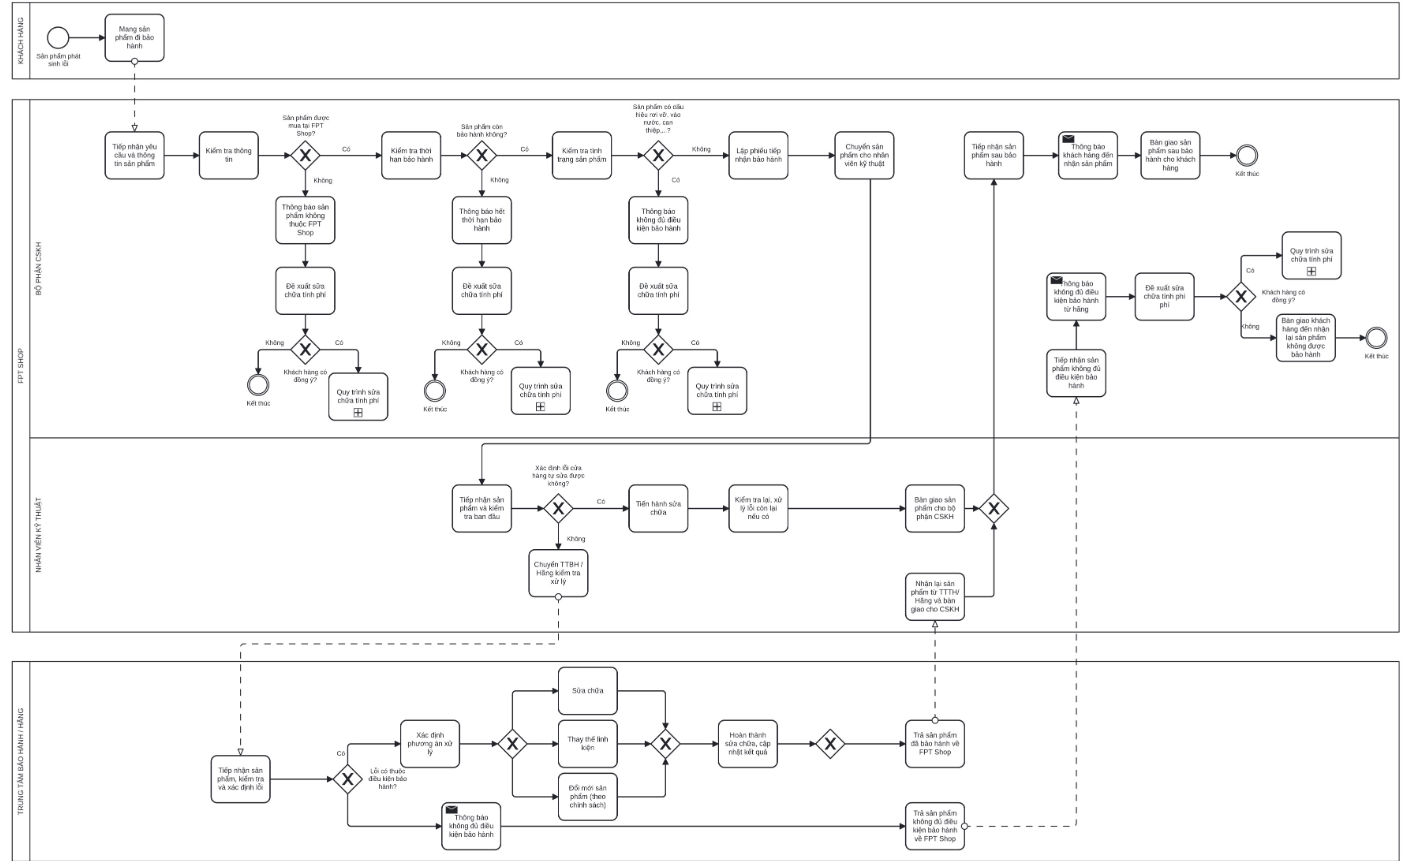 KHÁCH HÀNG
Sản phẩm phát
sinh lỗi
Mang sản
phẩm đi bảo
hành
FPT SHOP
BỘ PHẬN CSKH
Tiếp nhận yêu
cầu và thông
tin sản phẩm
Kiểm tra thông
tin
Sản phẩm được
mua tại FPT
Shop?
Có
Không
Thông báo sản
phẩm không
thuộc FPT
Shop
Đề xuất sửa
chữa tính phí
Không
Có
Khách hàng có
đồng ý?
Kết thúc
Quy trình sửa
chữa tính phí
Kiểm tra thời
hạn bảo hành
Sản phẩm còn
bảo hành không?
Có
Không
Thông báo hết
thời hạn bảo
hành
Đề xuất sửa
chữa tính phí
Không
Có
Khách hàng có
đồng ý?
Kết thúc
Quy trình sửa
chữa tính phí
Kiểm tra tình
trạng sản phẩm
Sản phẩm có dấu
hiệu rơi vỡ, vào
nước, can
thiệp,...?
Không
Có
Thông báo
không đủ điều
kiện bảo hành
Đề xuất sửa
chữa tính phí
Không
Có
Khách hàng có
đồng ý?
Kết thúc
Quy trình sửa
chữa tính phí
Lập phiếu tiếp
nhận bảo hành
Chuyển sản
phẩm cho nhân
viên kỹ thuật
Tiếp nhận sản
phẩm sau bảo
hành
Thông báo
khách hàng đến
nhận sản phẩm
Bàn giao sản
phẩm sau bảo
hành cho khách
hàng
Kết thúc
Thông báo
không đủ điều
kiện bảo hành
từ hãng
Đề xuất sửa
chữa tính phí
phí
Có
Khách hàng có
đồng ý?
Không
Quy trình sửa
chữa tính phí
Bàn giao khách
hàng đến nhận
lại sản phẩm
không được
bảo hành
Kết thúc
Tiếp nhận sản
phẩm không đủ
điều kiện bảo
hành
NHÂN VIÊN KỸ THUẬT
Tiếp nhận sản
phẩm và kiểm
tra ban đầu
Xác định lỗi cửa
hàng tự sửa được
không?
Có
Không
Tiến hành sửa
chữa
Kiểm tra lại, xử
lý lỗi còn lại
nếu có
Bàn giao sản
phẩm cho bộ
phận CSKH
Chuyển TTBH /
Hãng kiểm tra
xử lý
Nhận lại sản
phẩm từ TTTH/
Hãng và bàn
giao cho CSKH
TRUNG TÂM BẢO HÀNH / HÃNG
Tiếp nhận sản
phẩm, kiểm tra
và xác định lỗi
Có
Lỗi có thuộc
điều kiện bảo
hành?
Xác định
phương án xử
lý
Sửa chữa
Thay thế linh
kiện
Đổi mới sản
phẩm (theo
chính sách)
Hoàn thành
sửa chữa, cập
nhật kết quả
Trả sản phẩm
đã bảo hành về
FPT Shop
Thông báo
không đủ điều
kiện bảo hành
Trả sản phẩm
không đủ điều
kiện bảo hành
về FPT Shop